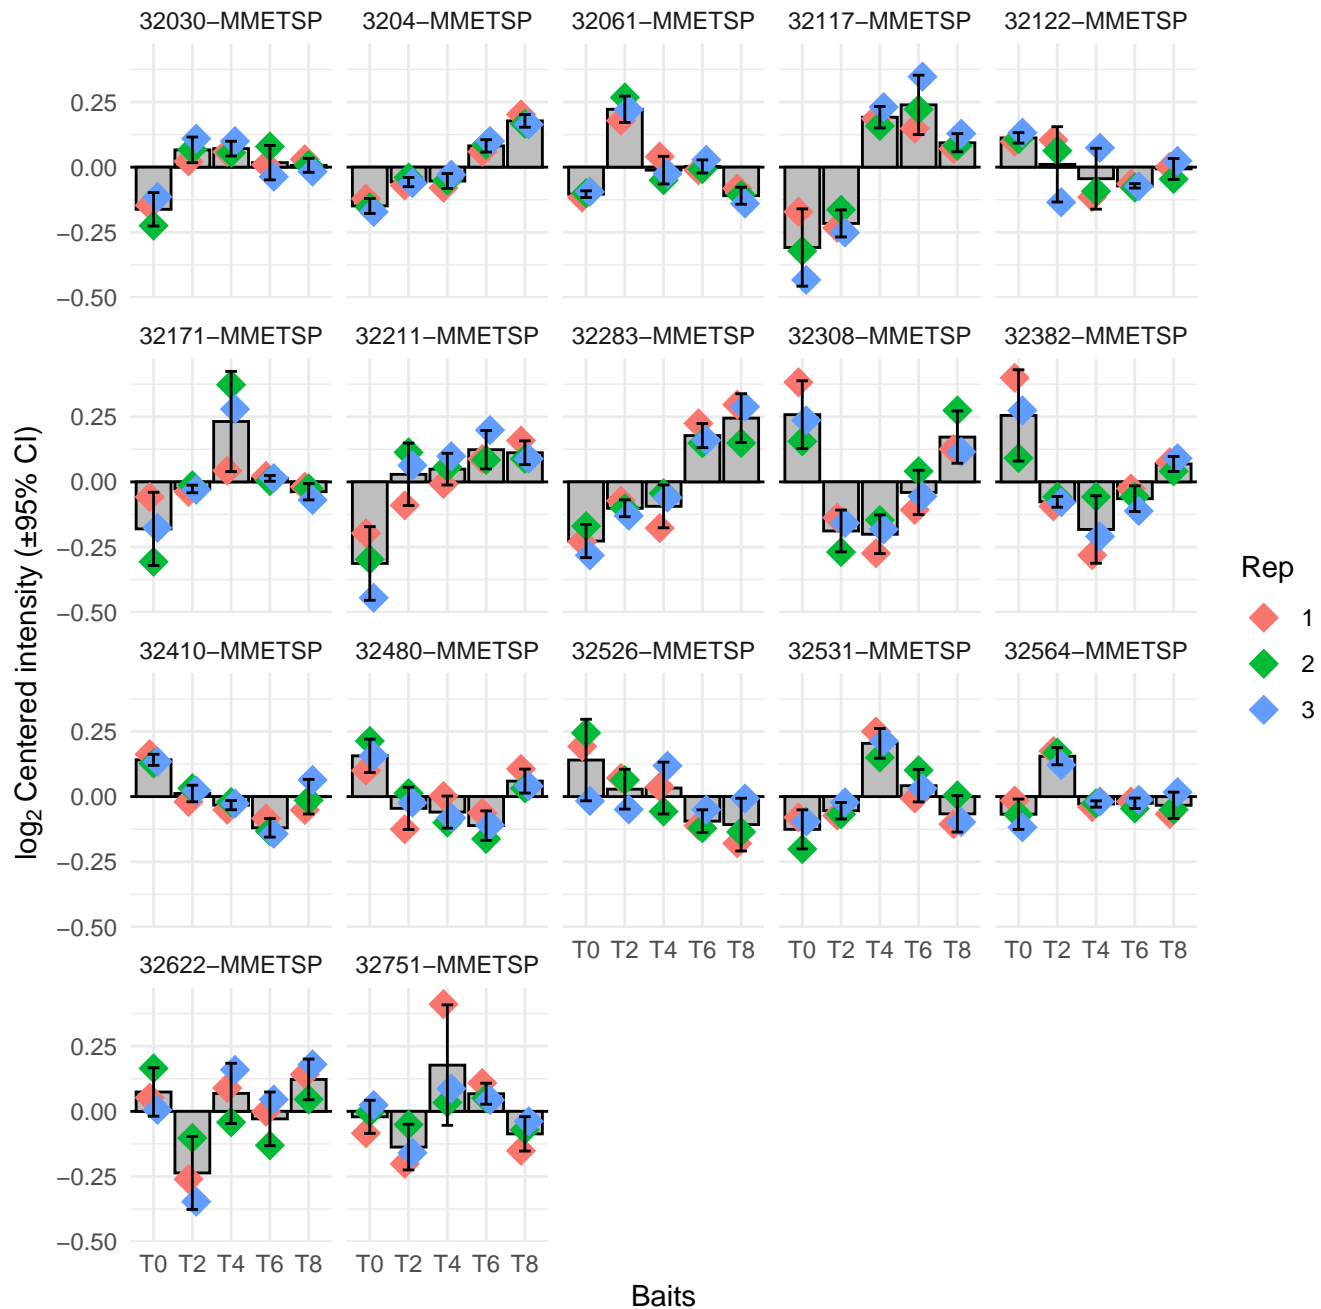 32030−MMETSP 3204−MMETSP 32061−MMETSP 32117−MMETSP 32122−MMETSP
0.25
0.00
−0.25
−0.50
32171−MMETSP 32211−MMETSP 32283−MMETSP 32308−MMETSP 32382−MMETSP
0.25
0.00
−0.25
−0.50
32410−MMETSP 32480−MMETSP 32526−MMETSP 32531−MMETSP 32564−MMETSP
0.25
0.00
−0.25
−0.50
T0 T2 T4 T6 T8 T0 T2 T4 T6 T8 T0 T2 T4 T6 T8
32622−MMETSP 32751−MMETSP
0.25
0.00
−0.25
−0.50
T0 T2 T4 T6 T8 T0 T2 T4 T6 T8
Baits
log2 Centered intensity (±95% CI)
Rep
1
2
3